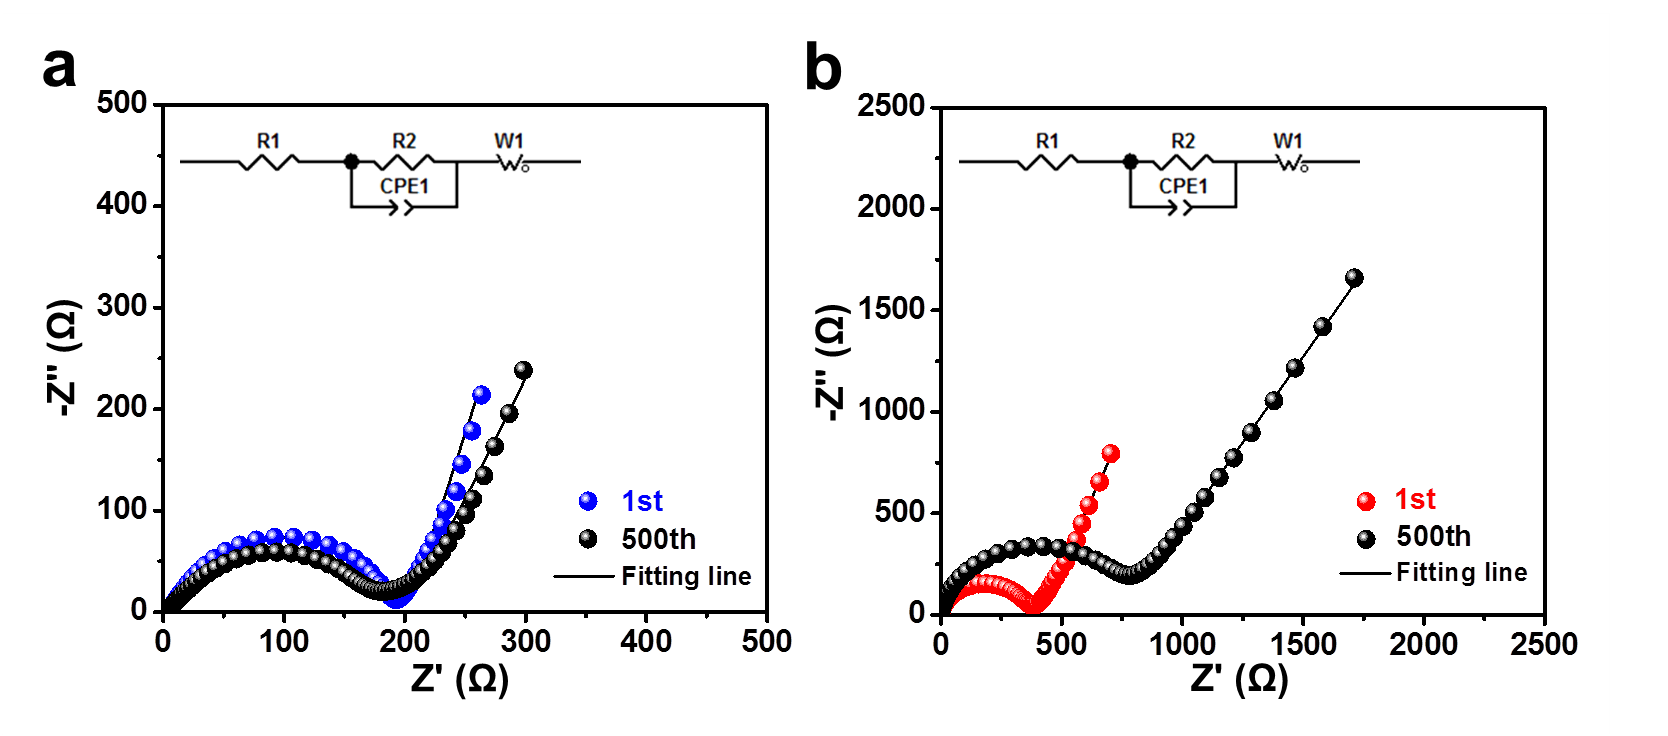 a
500
400
300
200
100
0
0 100 200 300 400 500
-Z" (Ω)
Z' (Ω)
R1 R2 W1
CPE1
1st
500th
Fitting line
b
2500
2000
1500
1000
500
0
0 500 1000 1500 2000 2500
-Z" (Ω)
Z' (Ω)
R1 R2 W1
CPE1
1st
500th
Fitting line